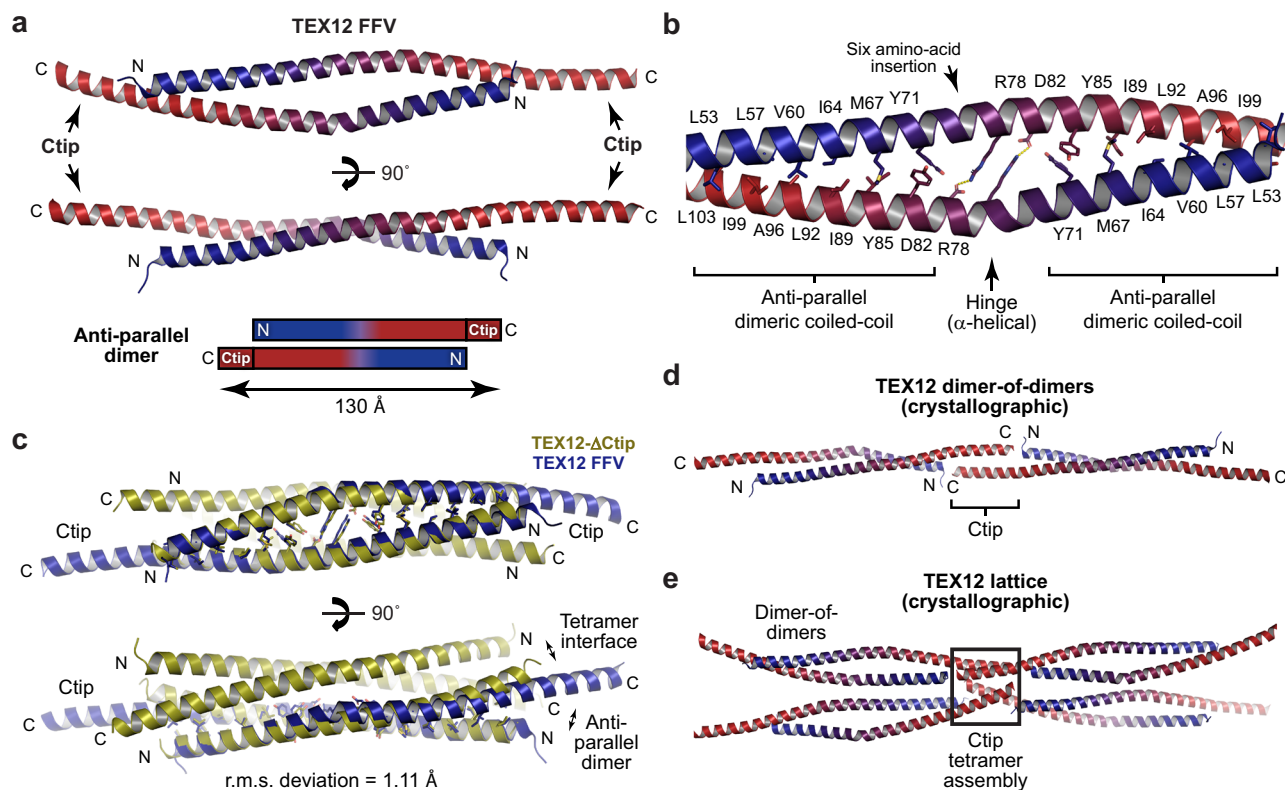 a
TEX12 FFV
C
N
C
N
Ctip
Ctip
90°
C
C
N
N
Anti-parallel
dimer
N
Ctip
C
C
Ctip
N
130 Å
b
Six amino-acid
insertion
R78
D82
Y85
I89
L92
A96
I99
L53
L57
V60
I64
M67
Y71
L103
I99
A96
L92
I89
Y85
D82
R78
Y71
M67
I64
V60
L57
L53
Anti-parallel
dimeric coiled-coil
Hinge
(α-helical)
Anti-parallel
dimeric coiled-coil
c
TEX12-ΔCtip
TEX12 FFV
N
C
Ctip
N
Ctip
C
C
N
N
C
90°
Tetramer
interface
N
N
Ctip
C
C
C
C
N
N
Anti-
parallel
dimer
r.m.s. deviation = 1.11 Å
d
TEX12 dimer-of-dimers
(crystallographic)
C
N
C
N
N
N
C
C
Ctip
e
TEX12 lattice
(crystallographic)
Dimer-of-
dimers
Ctip
tetramer
assembly